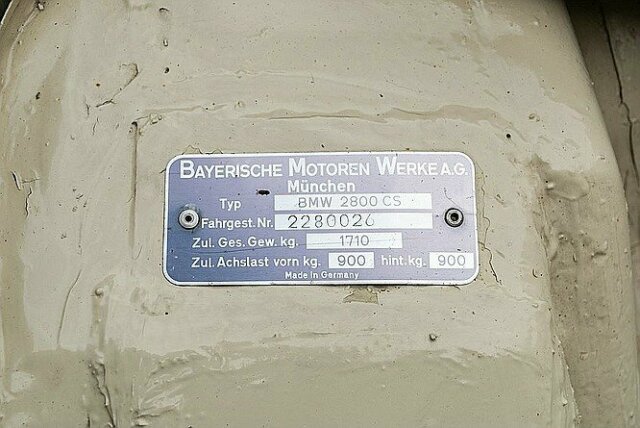 BAYERISCHE MOTOREN WERKE A.G.
München
Typ BMW 2800 CS
Fahrgest. Nr. 2280026
Zul. Ges. Gew. kg. 1710
Zul. Achslast vorn kg. 900 hint. kg. 900
Made in Germany